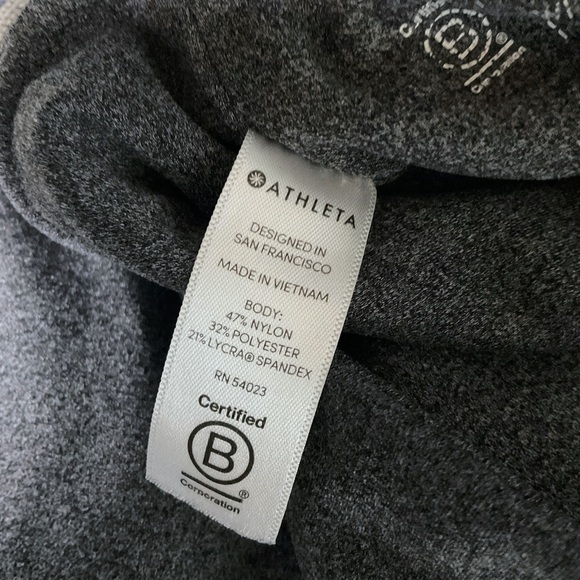 ATHLETA
DESIGNED IN
SAN FRANCISCO
MADE IN VIETNAM
BODY:
47% NYLON
32% POLYESTER
21% LYCRA® SPANDEX
RN 54023
Certified
B
®
Corporation